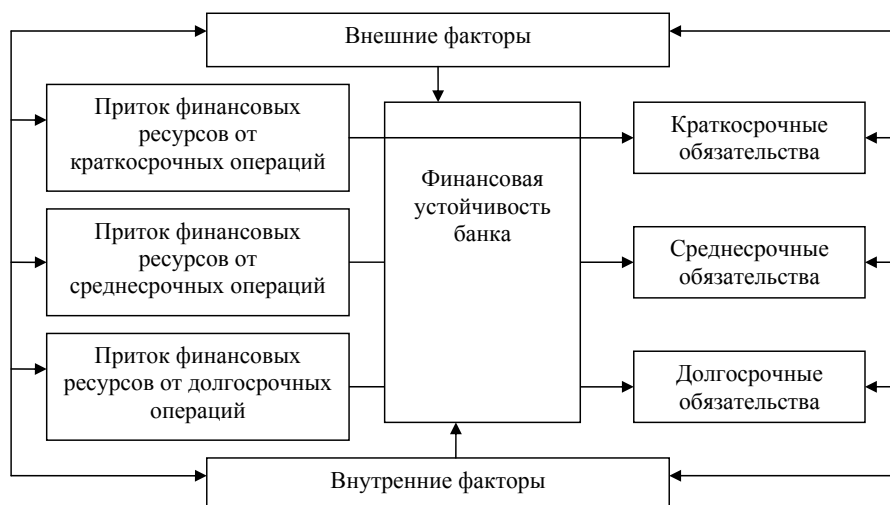 Внешние факторы
Приток финансовых
ресурсов от
краткосрочных операций
Приток финансовых
ресурсов от
среднесрочных операций
Приток финансовых
ресурсов от долгосрочных
операций
Финансовая
устойчивость
банка
Краткосрочные
обязательства
Среднесрочные
обязательства
Долгосрочные
обязательства
Внутренние факторы